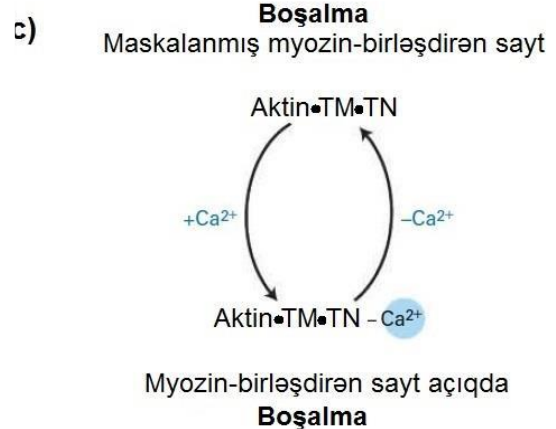 c)
Boşalma
Maskalanmış myozin-birləşdirən sayt
Aktin•TM•TN
+Ca²⁺
–Ca²⁺
Aktin•TM•TN – Ca²⁺
Myozin-birləşdirən sayt açıqda
Boşalma